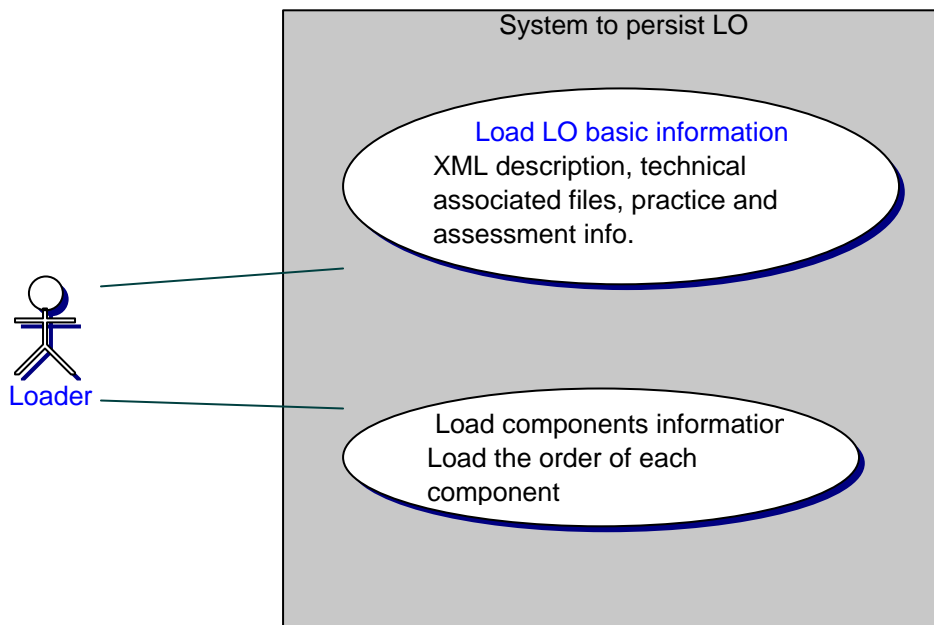 System to persist LO
Load LO basic information
XML description, technical
associated files, practice and
assessment info.
Loader
Load components information
Load the order of each
component